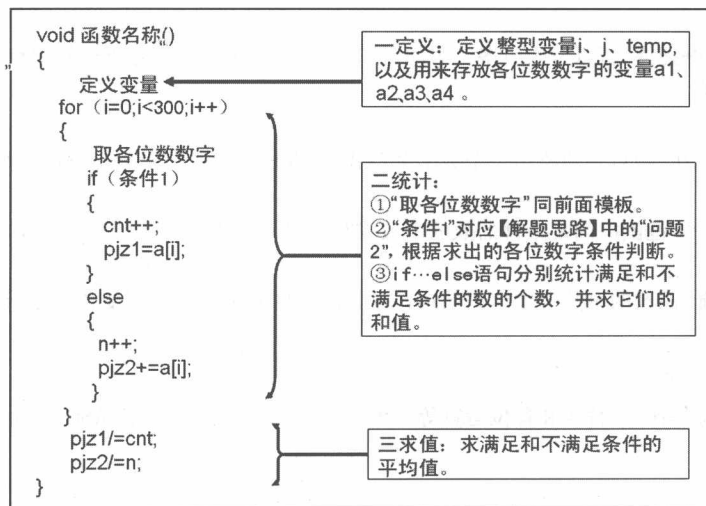 void 函数名称()
{
定义变量
for（i=0;i<300;i++）
{
取各位数数字
if（条件1）
{
cnt++;
pjz1=a[i];
}
else
{
n++;
pjz2+=a[i];
}
}
pjz1/=cnt;
pjz2/=n;
}
一定义：定义整型变量i、j、temp,
以及用来存放各位数数字的变量a1、
a2、a3、a4 。
二统计：
①“取各位数数字”同前面模板。
②“条件1”对应【解题思路】中的“问题
2”，根据求出的各位数字条件判断。
③if…else语句分别统计满足和不
满足条件的数的个数，并求它们的
和值。
三求值：求满足和不满足条件的
平均值。